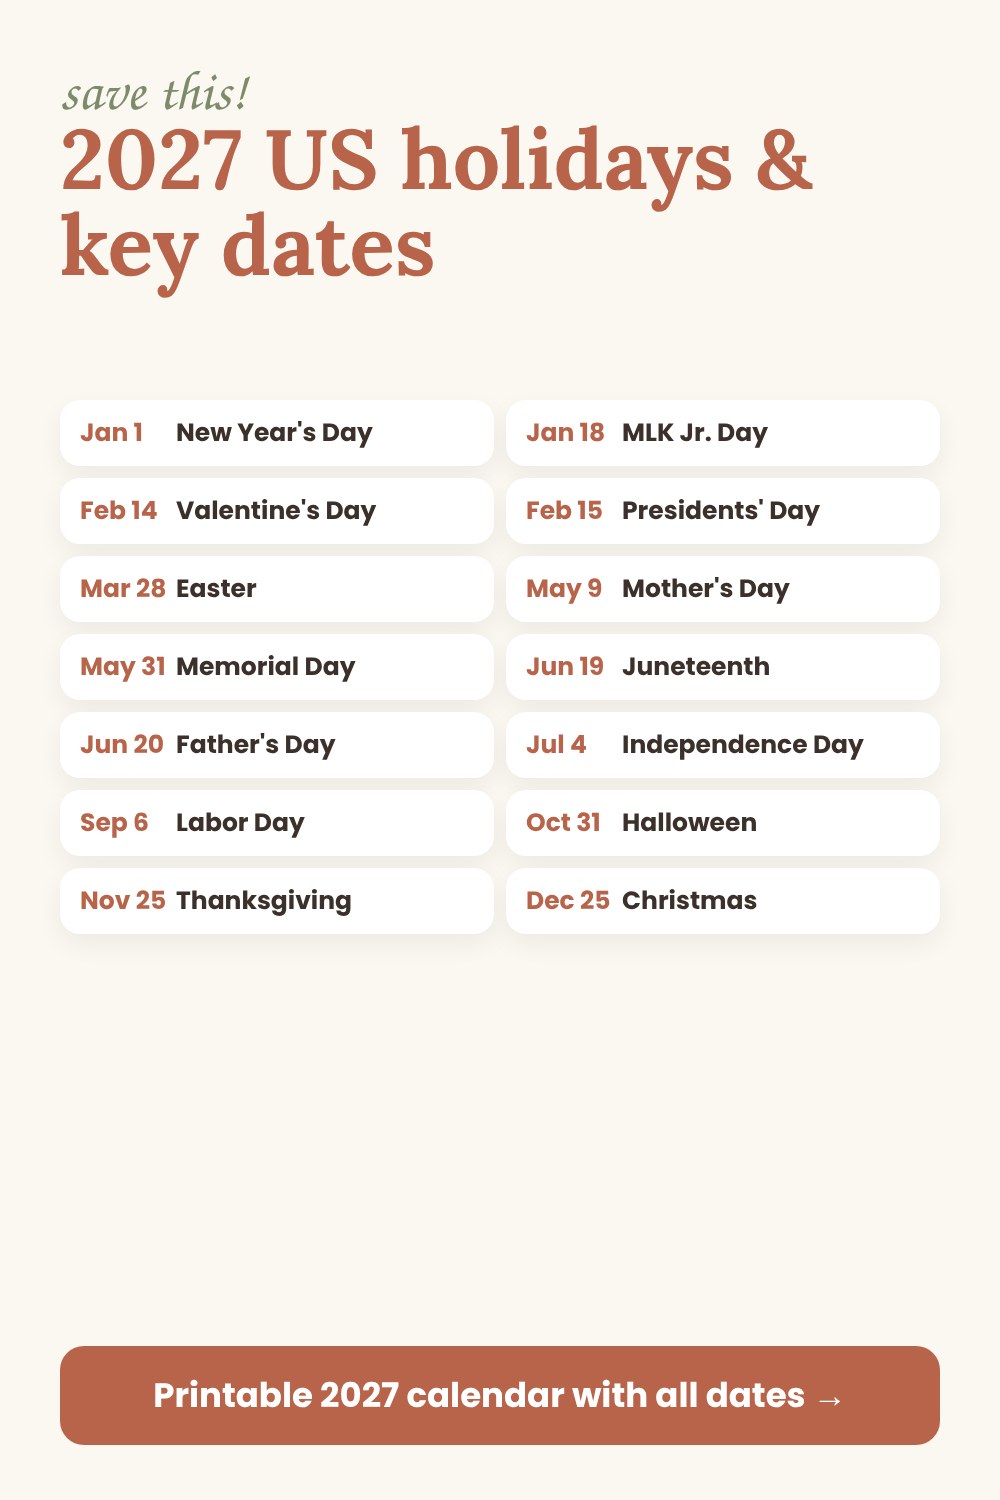 save this!
2027 US holidays &
key dates
Jan 1 New Year's Day
Jan 18 MLK Jr. Day
Feb 14 Valentine's Day
Feb 15 Presidents' Day
Mar 28 Easter
May 9 Mother's Day
May 31 Memorial Day
Jun 19 Juneteenth
Jun 20 Father's Day
Jul 4 Independence Day
Sep 6 Labor Day
Oct 31 Halloween
Nov 25 Thanksgiving
Dec 25 Christmas
Printable 2027 calendar with all dates →